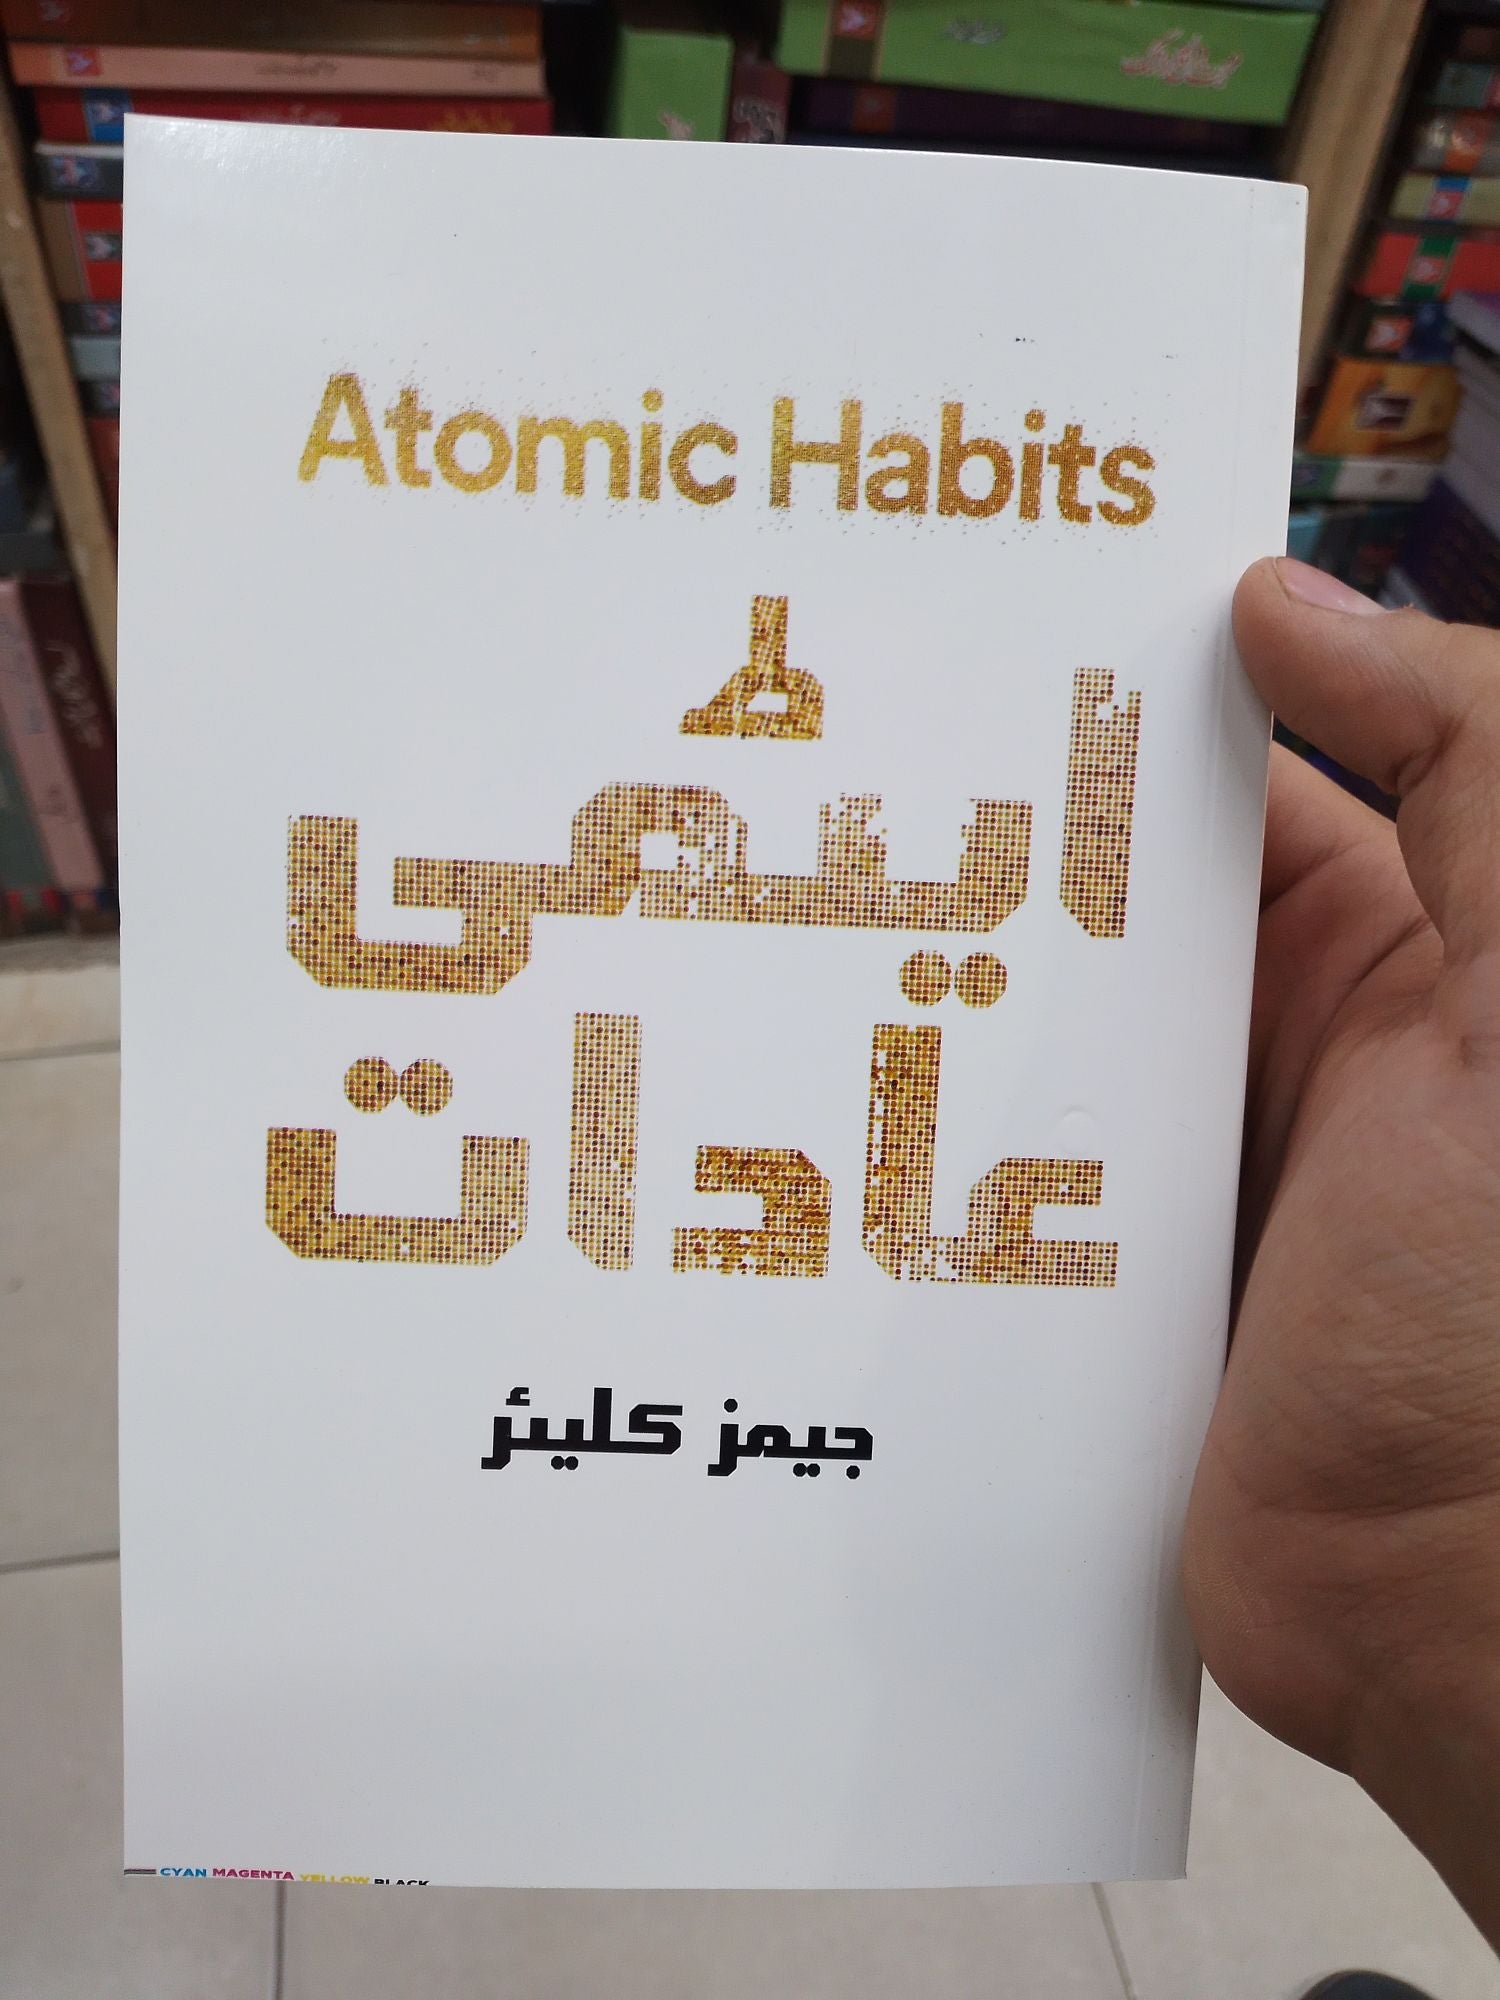 Atomic Habits
ایٹمی
عادات
جیمز کلیئر
CYAN MAGENTA YELLOW BLACK